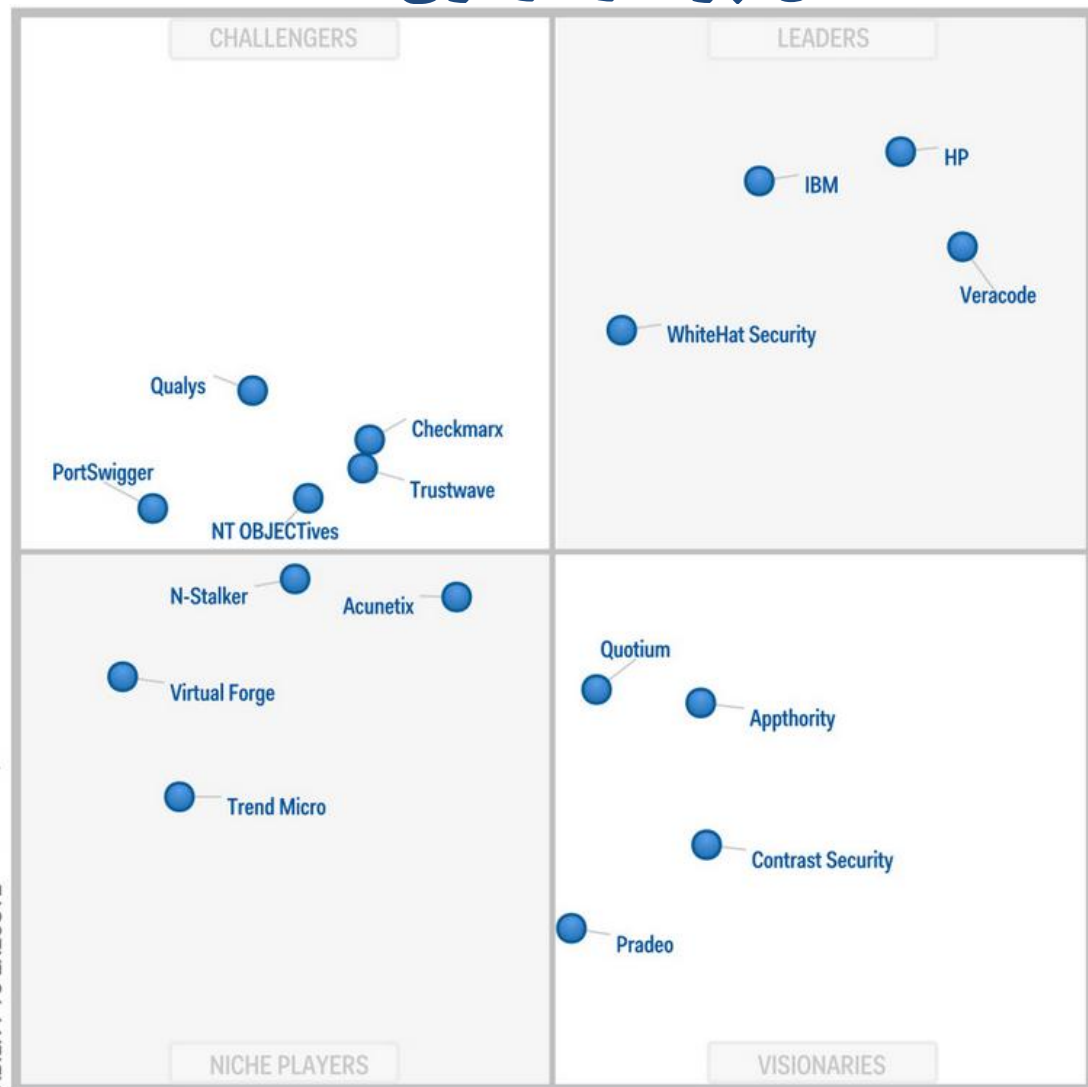 CHALLENGERS
LEADERS
HP
IBM
Veracode
WhiteHat Security
Qualys
Checkmarx
PortSwigger
Trustwave
NT OBJECTives
N-Stalker
Acunetix
Quotium
Virtual Forge
Appthority
Trend Micro
Contrast Security
Pradeo
NICHE PLAYERS
VISIONARIES